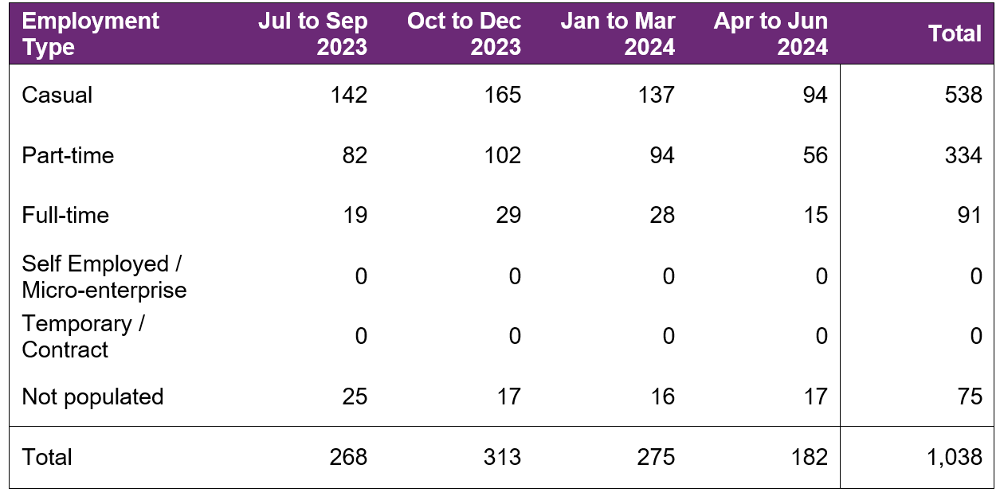 Employment Type Jul to Sep 2023 Oct to Dec 2023 Jan to Mar 2024 Apr to Jun 2024 Total
Casual 142 165 137 94 538
Part-time 82 102 94 56 334
Full-time 19 29 28 15 91
Self Employed / Micro-enterprise 0 0 0 0 0
Temporary / Contract 0 0 0 0 0
Not populated 25 17 16 17 75
Total 268 313 275 182 1,038